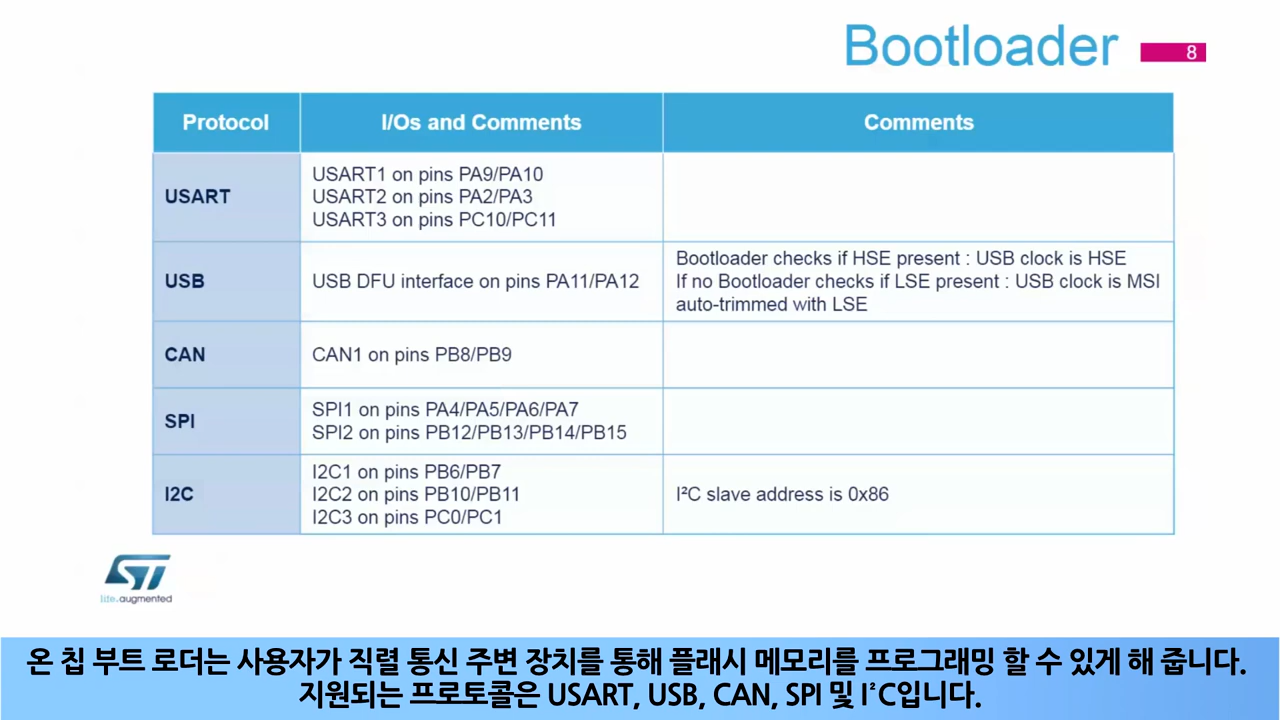 Bootloader
8
Protocol
I/Os and Comments
Comments
USART
USART1 on pins PA9/PA10
USART2 on pins PA2/PA3
USART3 on pins PC10/PC11
USB
USB DFU interface on pins PA11/PA12
Bootloader checks if HSE present : USB clock is HSE
If no Bootloader checks if LSE present : USB clock is MSI
auto-trimmed with LSE
CAN
CAN1 on pins PB8/PB9
SPI
SPI1 on pins PA4/PA5/PA6/PA7
SPI2 on pins PB12/PB13/PB14/PB15
I2C
I2C1 on pins PB6/PB7
I2C2 on pins PB10/PB11
I2C3 on pins PC0/PC1
I²C slave address is 0x86
ST
life.augmented
온 칩 부트 로더는 사용자가 직렬 통신 주변 장치를 통해 플래시 메모리를 프로그래밍 할 수 있게 해 줍니다.
지원되는 프로토콜은 USART, USB, CAN, SPI 및 I²C입니다.